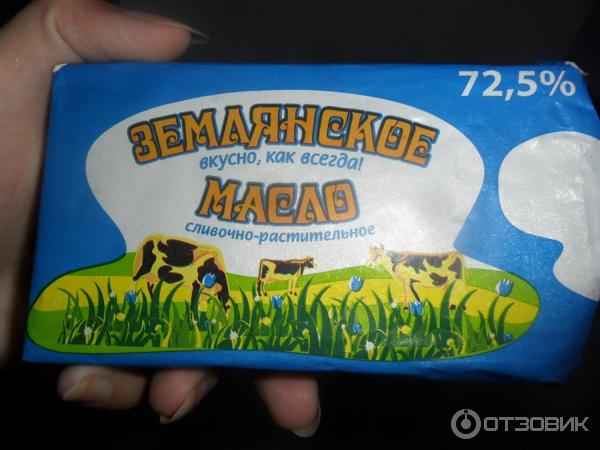 72,5%
ЗЕМЛЯНСКОЕ
вкусно, как всегда!
МАСЛО
сливочно-растительное
ОТЗОВИК